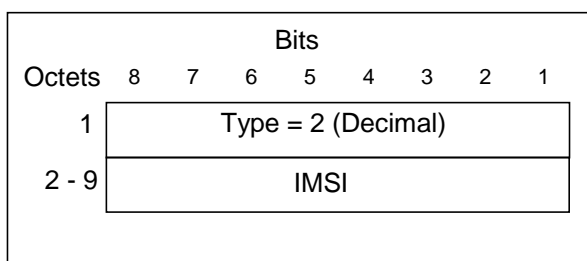 Bits
Octets 8 7 6 5 4 3 2 1
1 Type = 2 (Decimal)
2 - 9 IMSI